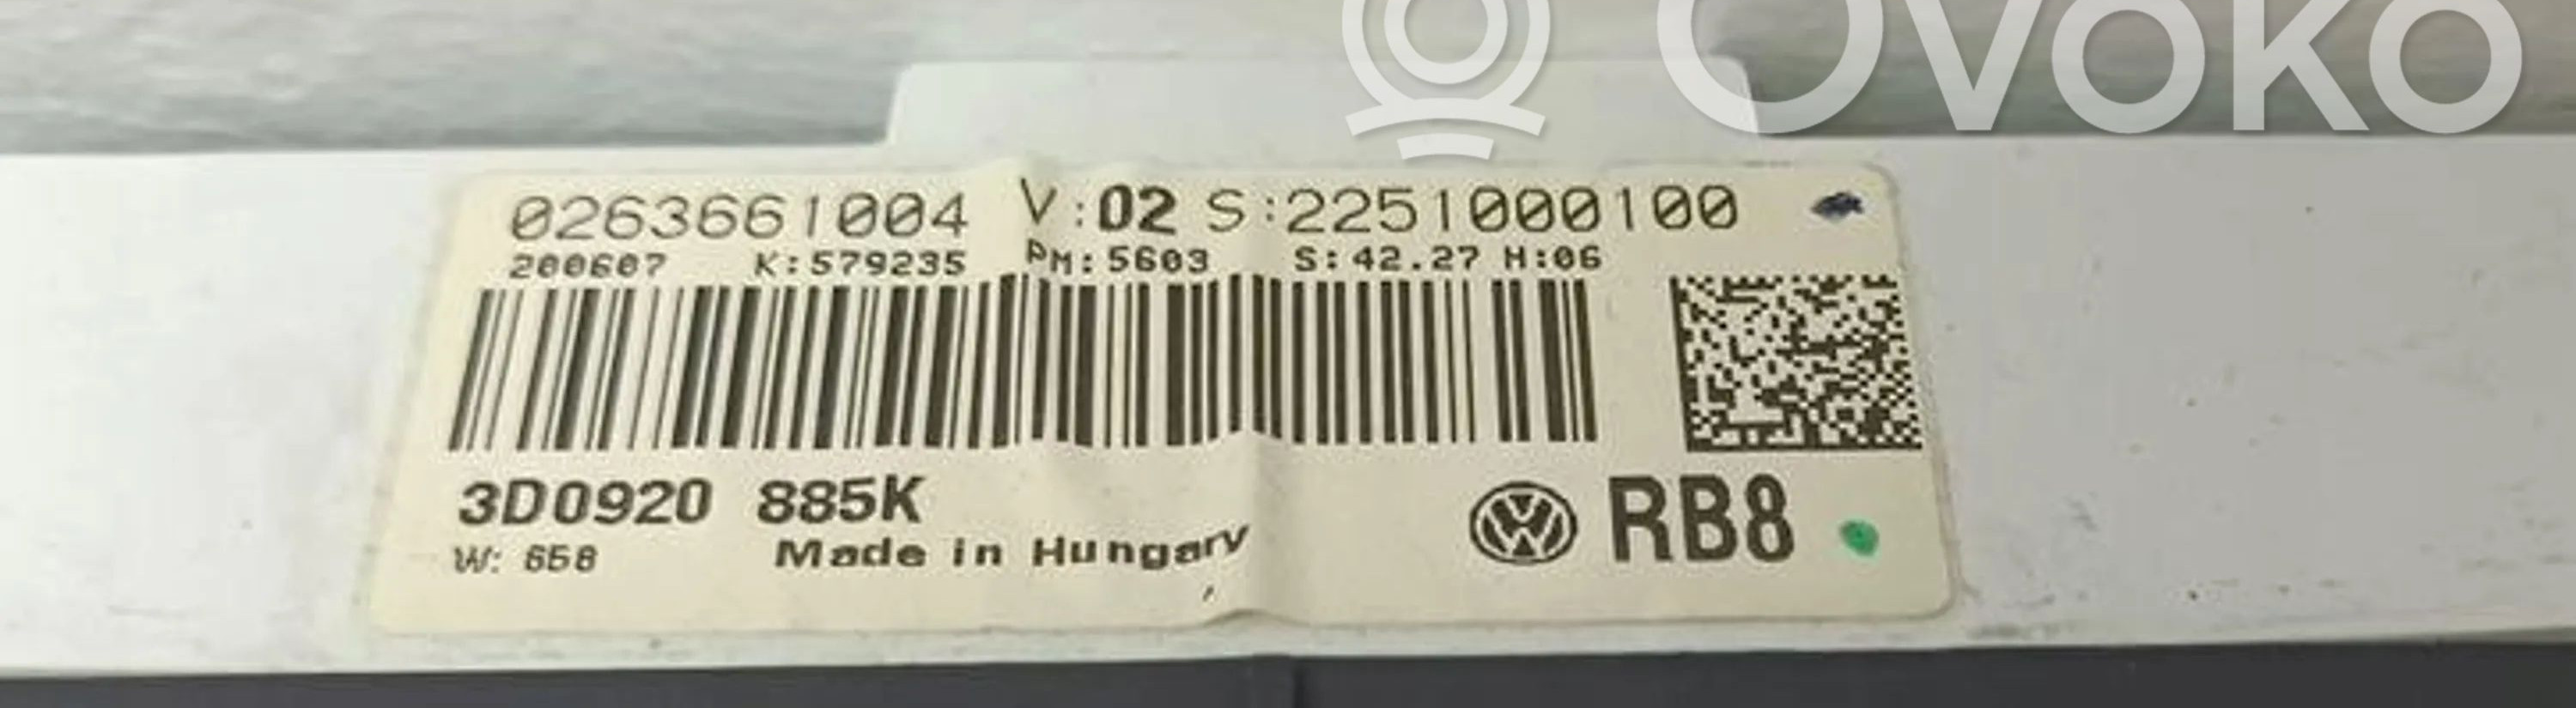 OVOKO
0263661004 V:02 S:2251000100
200607 K:579235 PM:5603 S:42.27 H:06
3D0920 885K
RB8
W: 658 Made in Hungary